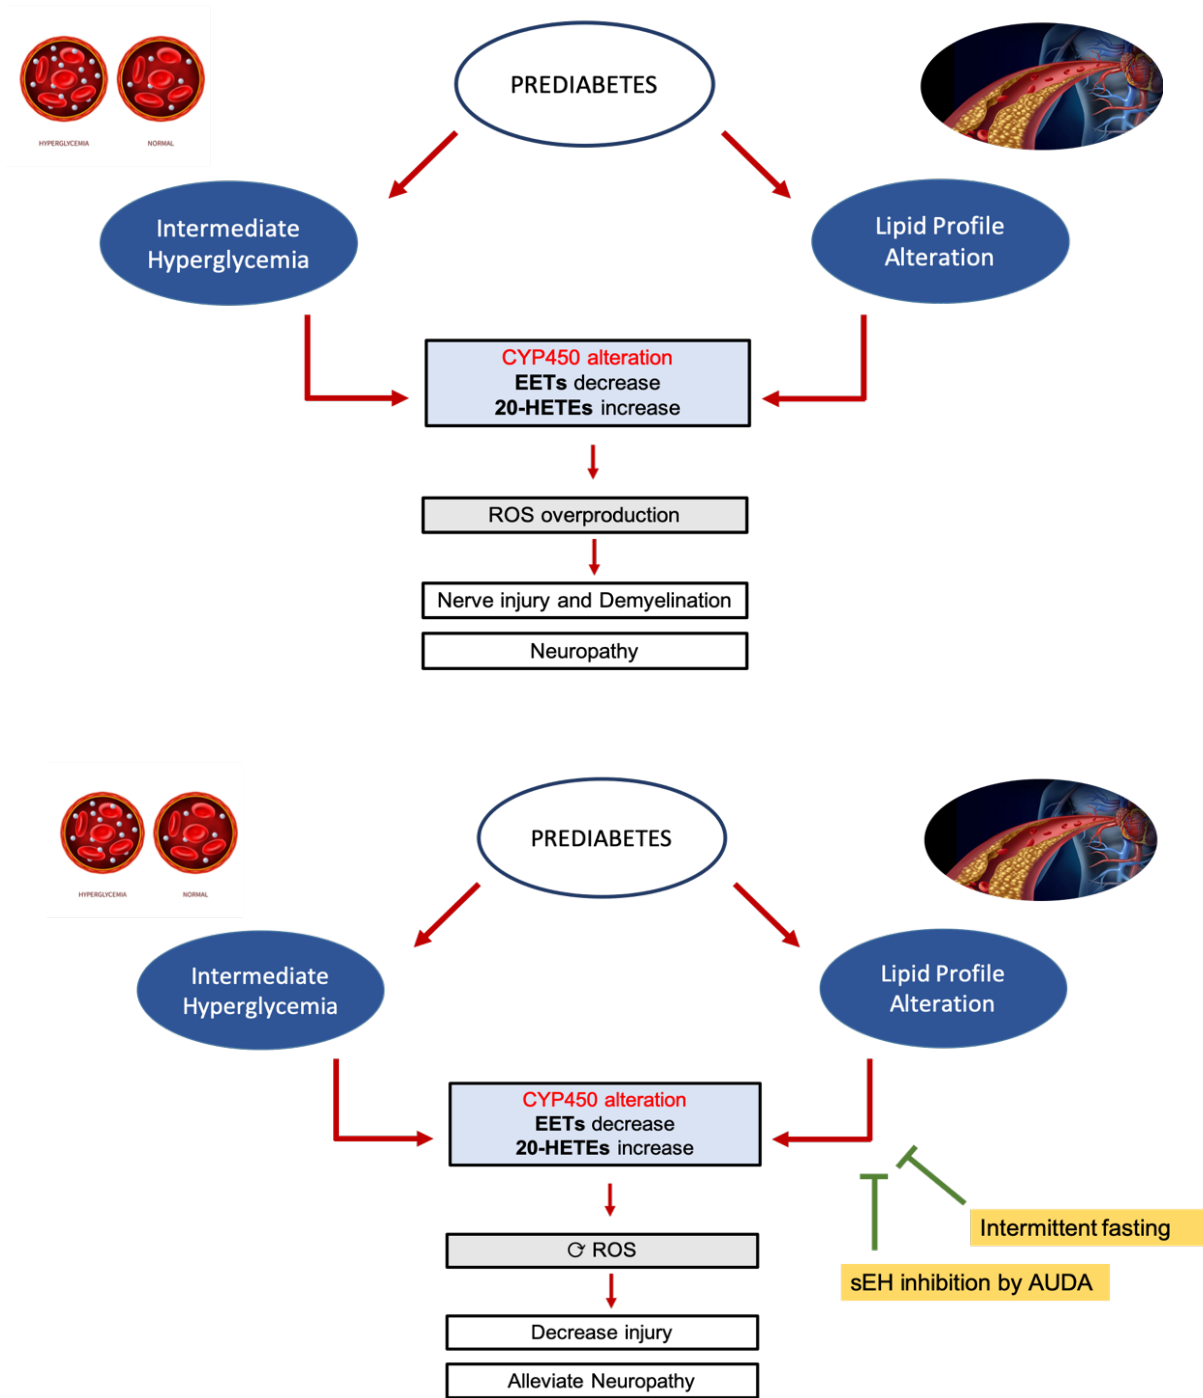 PREDIABETES
HYPERGLYCEMIA
NORMAL
Intermediate
Hyperglycemia
Lipid Profile
Alteration
CYP450 alteration
EETs decrease
20-HETEs increase
ROS overproduction
Nerve injury and Demyelination
Neuropathy
PREDIABETES
HYPERGLYCEMIA
NORMAL
Intermediate
Hyperglycemia
Lipid Profile
Alteration
CYP450 alteration
EETs decrease
20-HETEs increase
Intermittent fasting
⟳ ROS
sEH inhibition by AUDA
Decrease injury
Alleviate Neuropathy